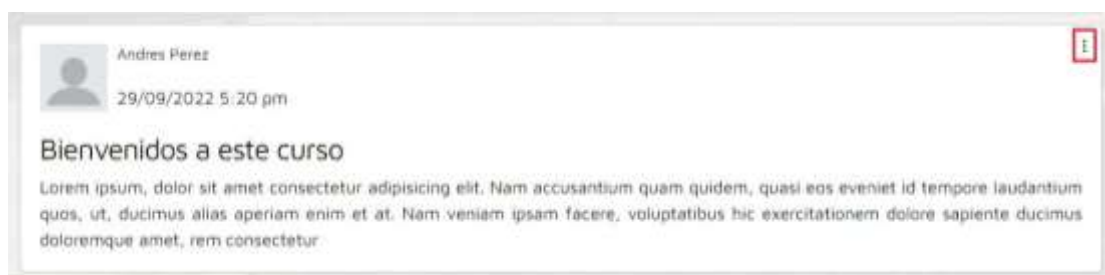 Andres Perez
29/09/2022 5:20 pm
Bienvenidos a este curso
Lorem ipsum, dolor sit amet consectetur adipisicing elit. Nam accusantium quam quidem, quasi eos eveniet id tempore laudantium
quos, ut, ducimus alias aperiam enim et at. Nam veniam ipsam facere, voluptatibus hic exercitationem dolore sapiente ducimus
doloremque amet, rem consectetur